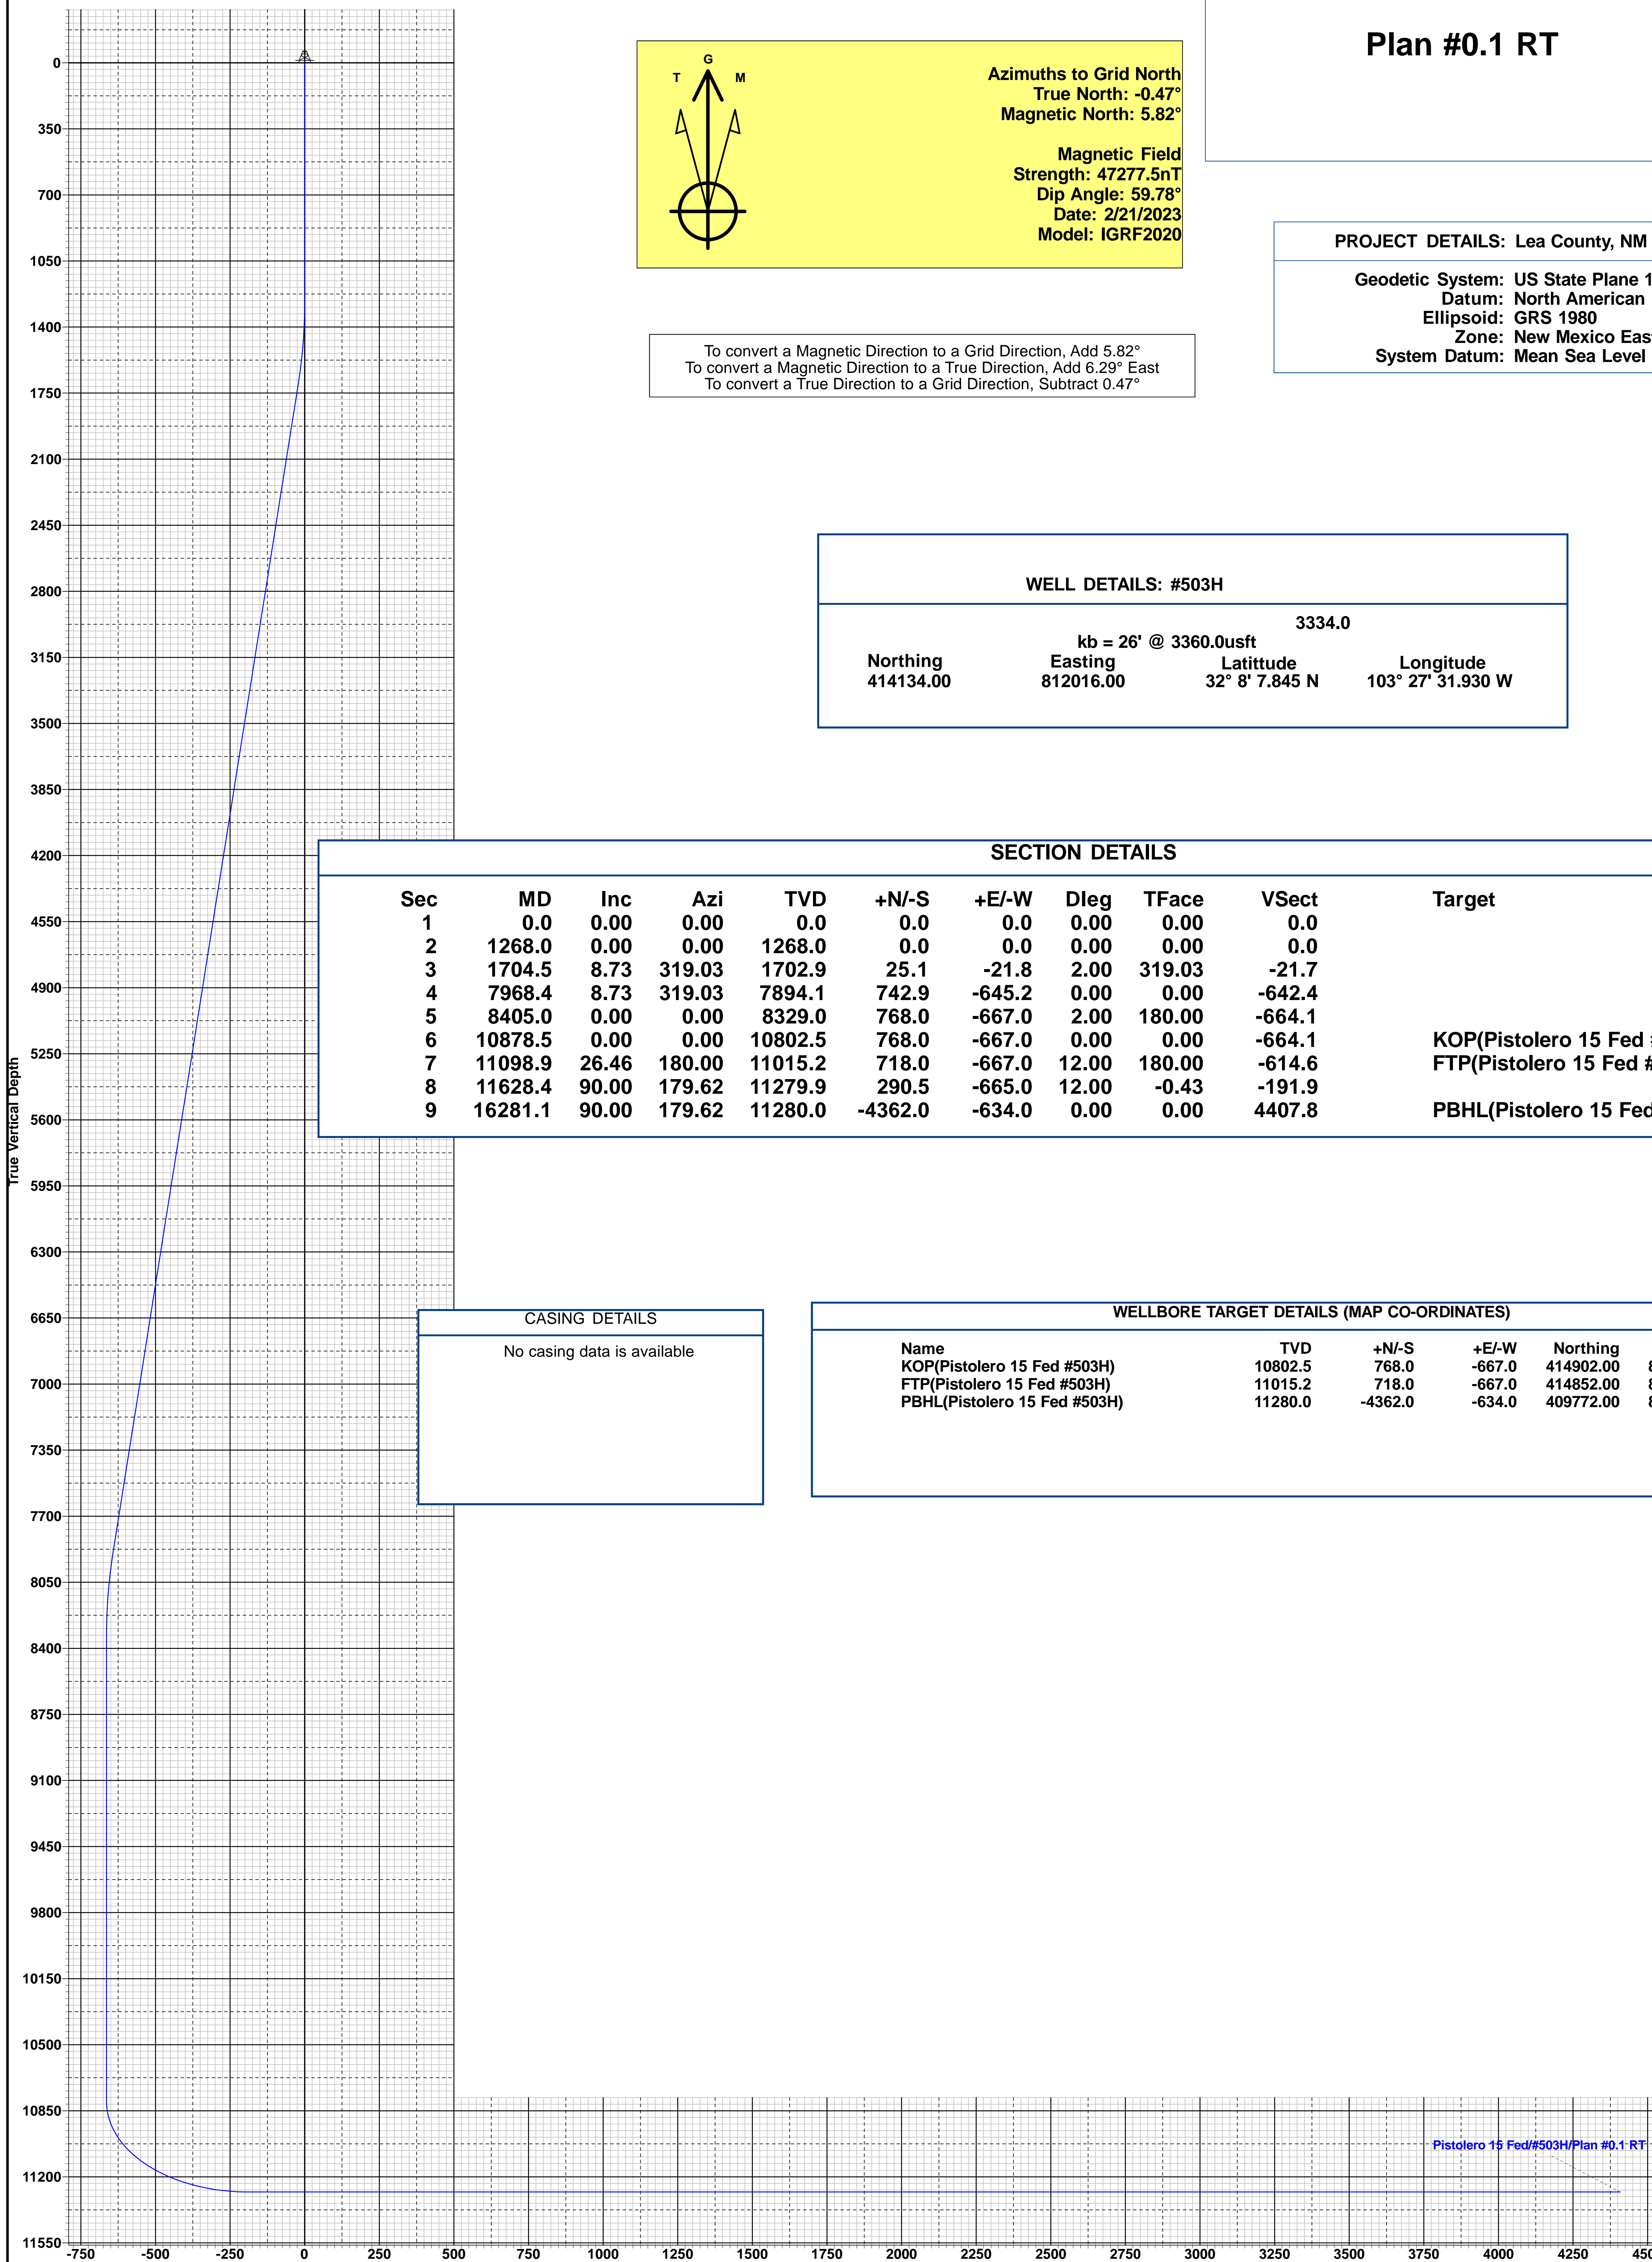 Plan #0.1 RT
G
T M
Azimuths to Grid North
True North: -0.47°
Magnetic North: 5.82°
Magnetic Field
Strength: 47277.5nT
Dip Angle: 59.78°
Date: 2/21/2023
Model: IGRF2020
PROJECT DETAILS: Lea County, NM
Geodetic System: US State Plane 1
Datum: North American
Ellipsoid: GRS 1980
Zone: New Mexico Eas
System Datum: Mean Sea Level
To convert a Magnetic Direction to a Grid Direction, Add 5.82°
To convert a Magnetic Direction to a True Direction, Add 6.29° East
To convert a True Direction to a Grid Direction, Subtract 0.47°
WELL DETAILS: #503H
3334.0
kb = 26' @ 3360.0usft
Northing Easting Latittude Longitude
414134.00 812016.00 32° 8' 7.845 N 103° 27' 31.930 W
SECTION DETAILS
Sec MD Inc Azi TVD +N/-S +E/-W Dleg TFace VSect Target
1 0.0 0.00 0.00 0.0 0.0 0.0 0.00 0.00 0.0
2 1268.0 0.00 0.00 1268.0 0.0 0.0 0.00 0.00 0.0
3 1704.5 8.73 319.03 1702.9 25.1 -21.8 2.00 319.03 -21.7
4 7968.4 8.73 319.03 7894.1 742.9 -645.2 0.00 0.00 -642.4
5 8405.0 0.00 0.00 8329.0 768.0 -667.0 2.00 180.00 -664.1
6 10878.5 0.00 0.00 10802.5 768.0 -667.0 0.00 0.00 -664.1 KOP(Pistolero 15 Fed #
7 11098.9 26.46 180.00 11015.2 718.0 -667.0 12.00 180.00 -614.6 FTP(Pistolero 15 Fed #
8 11628.4 90.00 179.62 11279.9 290.5 -665.0 12.00 -0.43 -191.9
9 16281.1 90.00 179.62 11280.0 -4362.0 -634.0 0.00 0.00 4407.8 PBHL(Pistolero 15 Fed
CASING DETAILS
No casing data is available
WELLBORE TARGET DETAILS (MAP CO-ORDINATES)
Name TVD +N/-S +E/-W Northing
KOP(Pistolero 15 Fed #503H) 10802.5 768.0 -667.0 414902.00 8
FTP(Pistolero 15 Fed #503H) 11015.2 718.0 -667.0 414852.00 8
PBHL(Pistolero 15 Fed #503H) 11280.0 -4362.0 -634.0 409772.00 8
True Vertical Depth
0
350
700
1050
1400
1750
2100
2450
2800
3150
3500
3850
4200
4550
4900
5250
5600
5950
6300
6650
7000
7350
7700
8050
8400
8750
9100
9450
9800
10150
10500
10850
11200
11550
Pistolero 15 Fed/#503H/Plan #0.1 RT
-750 -500 -250 0 250 500 750 1000 1250 1500 1750 2000 2250 2500 2750 3000 3250 3500 3750 4000 4250 450